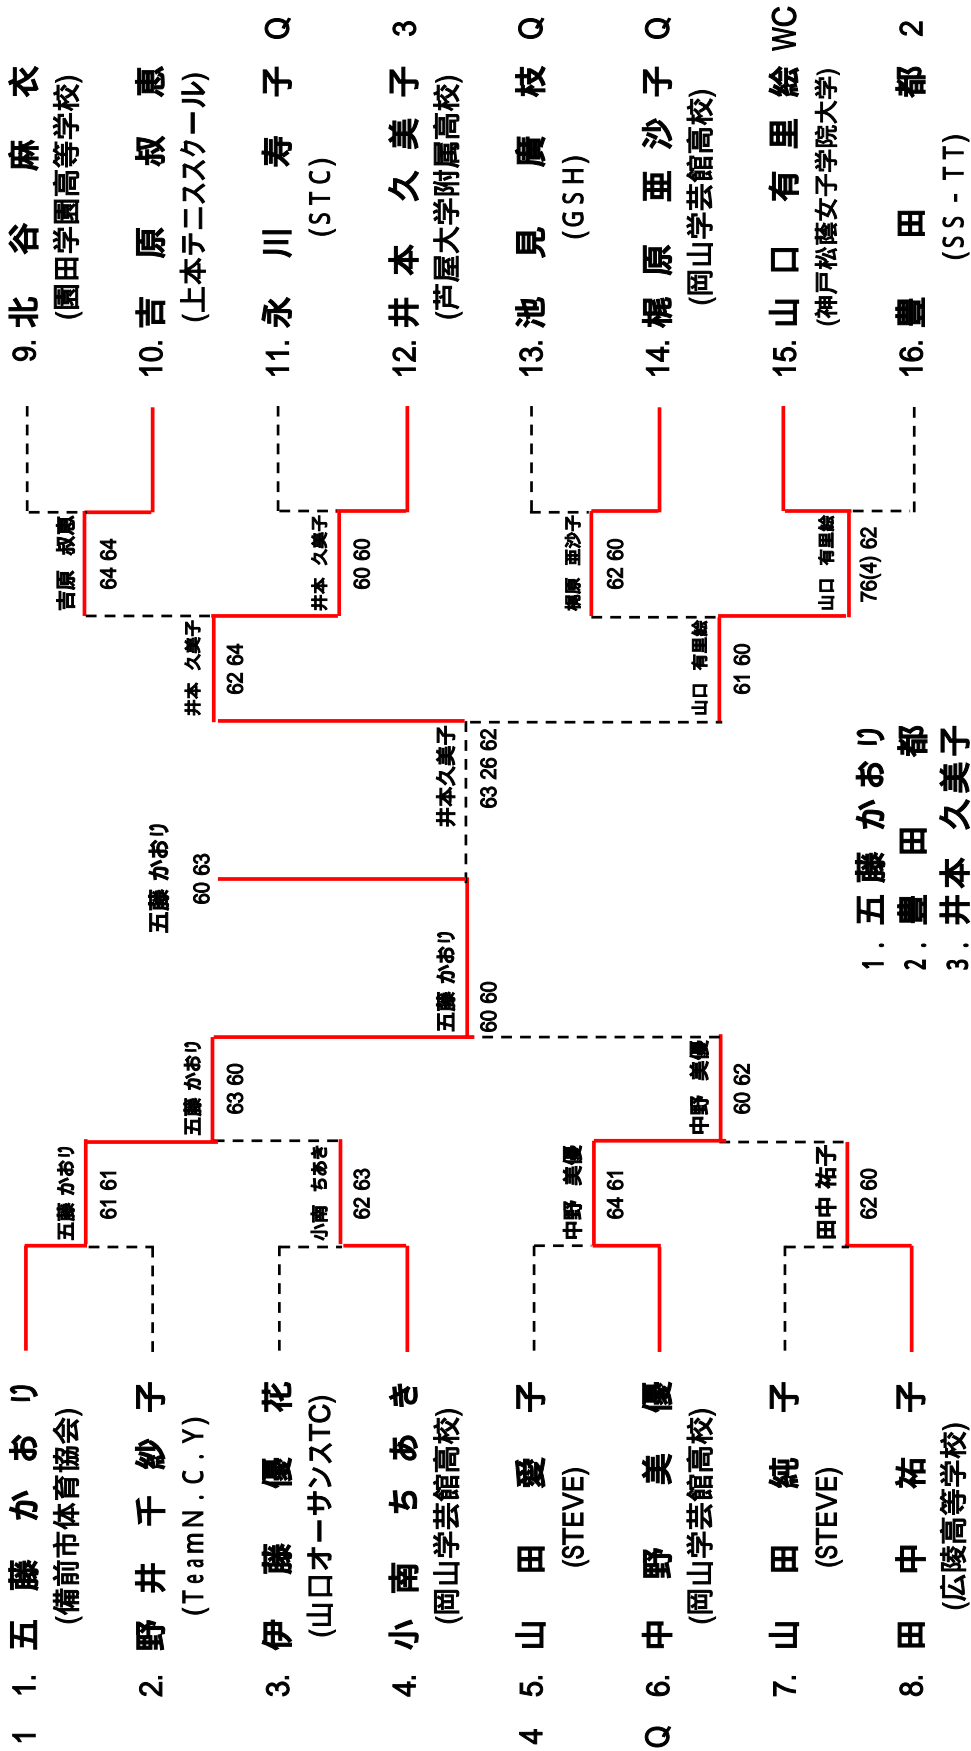 1 1. 五藤 かおり
(備前市体育協会)
2. 野井 千紗子
(TeamN.C.Y)
3. 伊藤 優花
(山口オーサンスTC)
4. 小南 ちあき
(岡山学芸館高校)
4 5. 山田 愛子
(STEVE)
Q 6. 中野 美優
(岡山学芸館高校)
7. 山田 純子
(STEVE)
8. 田中 祐子
(広陵高等学校)
五藤 かおり
61 61
小南 ちあき
62 63
中野 美優
64 61
田中 祐子
62 60
五藤 かおり
63 60
中野 美優
60 62
五藤 かおり
60 60
五藤 かおり
60 63
井本久美子
63 26 62
井本 久美子
62 64
山口 有里絵
61 60
吉原 叔恵
64 64
井本 久美子
60 60
梶原 亜沙子
62 60
山口 有里絵
76(4) 62
9. 北谷 麻衣
(園田学園高等学校)
10. 吉原 叔恵
(上本テニススクール)
11. 永川 寿子 Q
(STC)
12. 井本 久美子 3
(芦屋大学附属高校)
13. 池見 廣枝 Q
(GSH)
14. 梶原 亜沙子 Q
(岡山学芸館高校)
15. 山口 有里絵 WC
(神戸松蔭女子学院大学)
16. 豊田 都 2
(SS-TT)
1. 五藤 かおり
2. 豊田 都
3. 井本 久美子